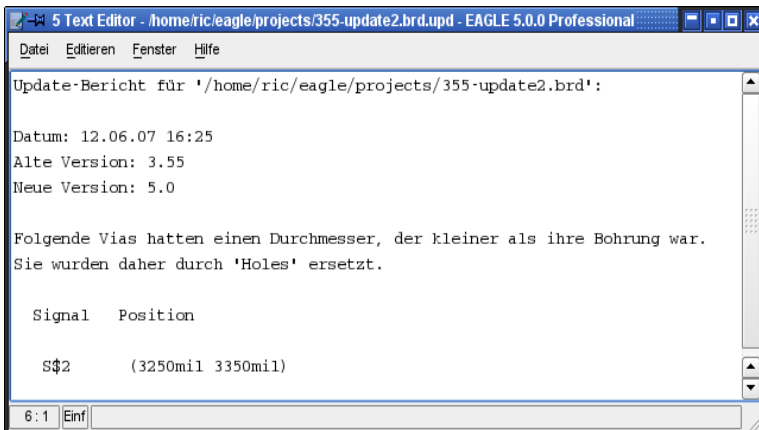 5 Text Editor - /home/ric/eagle/projects/355-update2.brd.upd - EAGLE 5.0.0 Professional
Datei Editieren Fenster Hilfe
Update-Bericht für '/home/ric/eagle/projects/355-update2.brd':
Datum: 12.06.07 16:25
Alte Version: 3.55
Neue Version: 5.0
Folgende Vias hatten einen Durchmesser, der kleiner als ihre Bohrung war.
Sie wurden daher durch 'Holes' ersetzt.
Signal Position
S$2 (3250mil 3350mil)
6:1 Einf